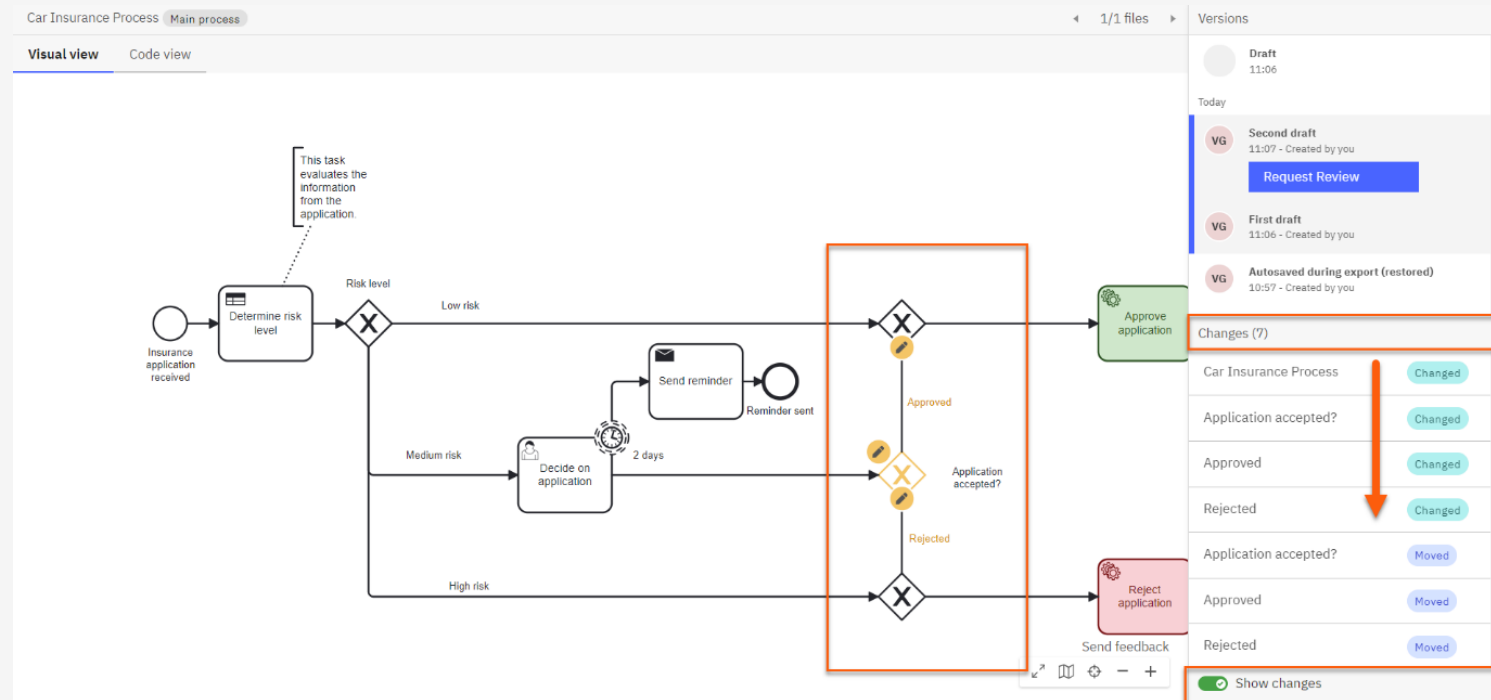 Car Insurance Process Main process
1/1 files
Visual view Code view
This task
evaluates the
information
from the
application.
Determine risk
level
Insurance
application
received
Risk level
Low risk
Medium risk
High risk
Decide on
application
2 days
Send reminder
Reminder sent
Approved
Application
accepted?
Rejected
Approve
application
Reject
application
Send feedback
Versions
Draft
11:06
Today
VG
Second draft
11:07 - Created by you
Request Review
VG
First draft
11:06 - Created by you
VG
Autosaved during export (restored)
10:57 - Created by you
Changes (7)
Car Insurance Process Changed
Application accepted? Changed
Approved Changed
Rejected Changed
Application accepted? Moved
Approved Moved
Rejected Moved
Show changes